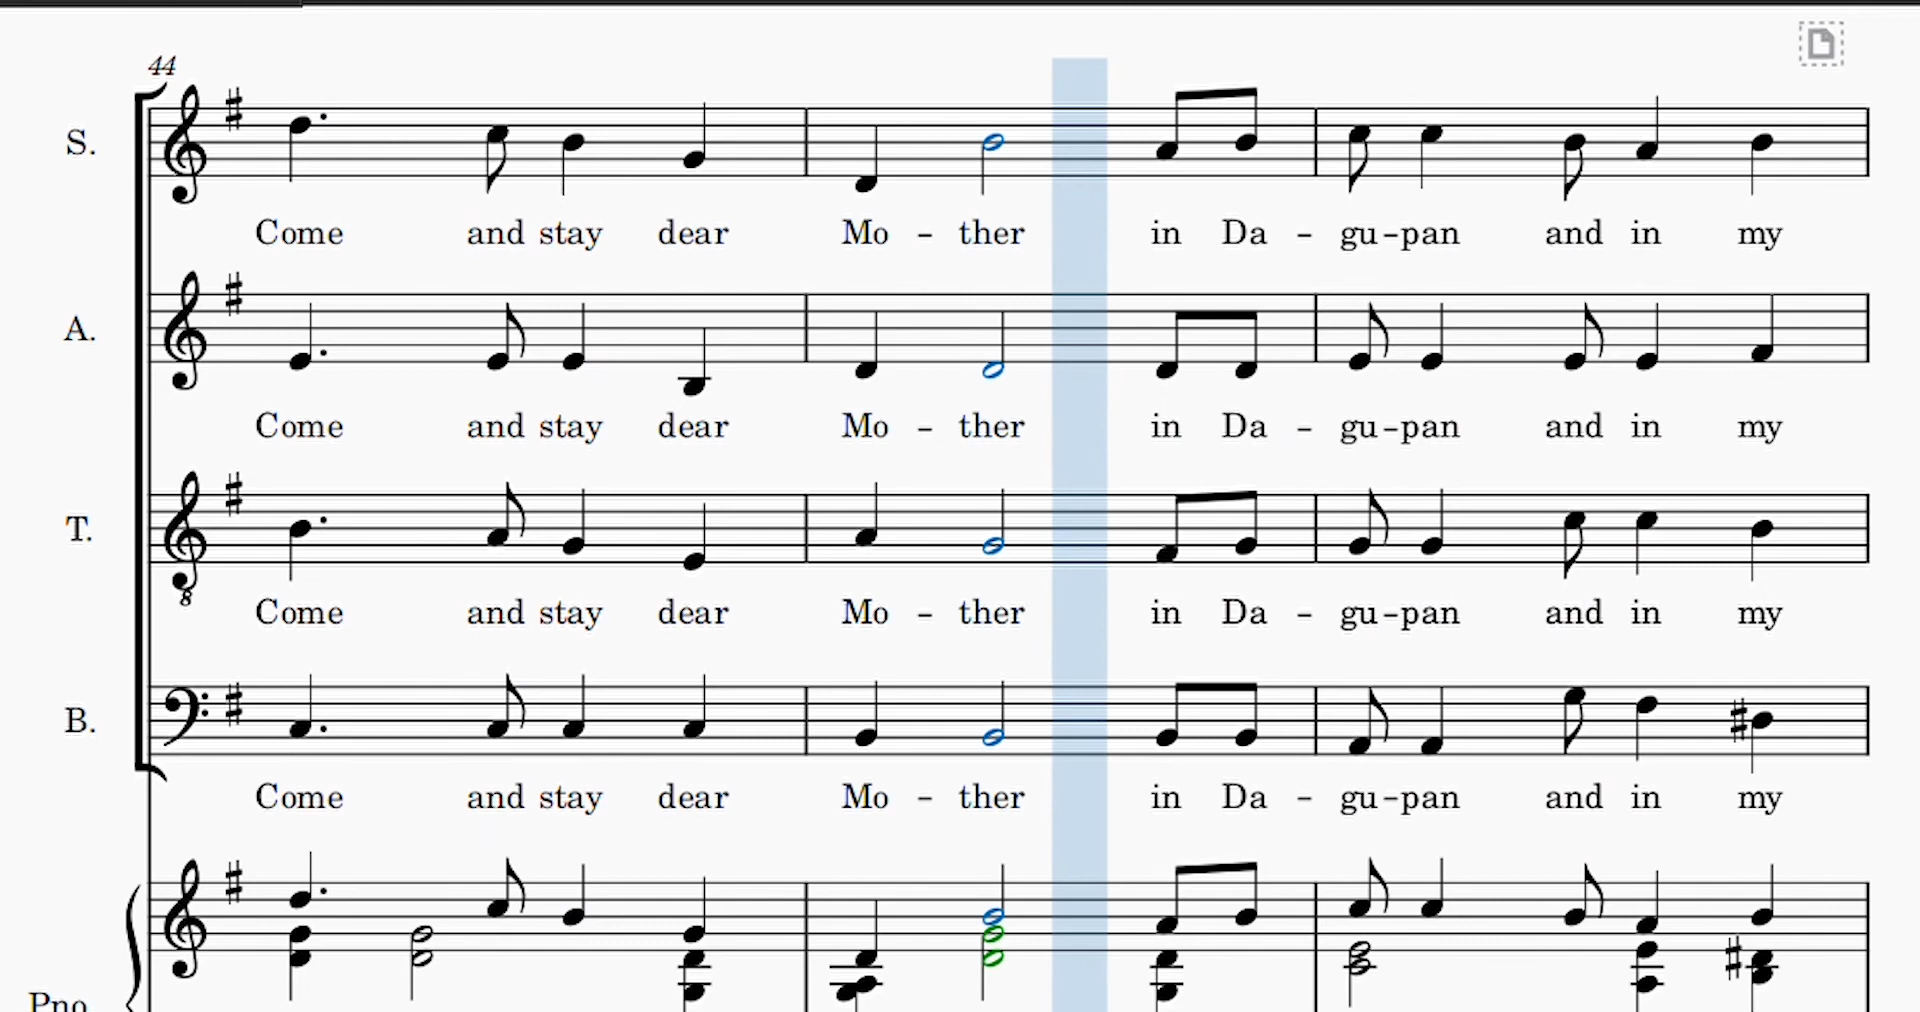 44
S.
Come and stay dear Mo - ther in Da - gu-pan and in my
A.
Come and stay dear Mo - ther in Da - gu-pan and in my
T.
8
Come and stay dear Mo - ther in Da - gu-pan and in my
B.
Come and stay dear Mo - ther in Da - gu-pan and in my
Pno